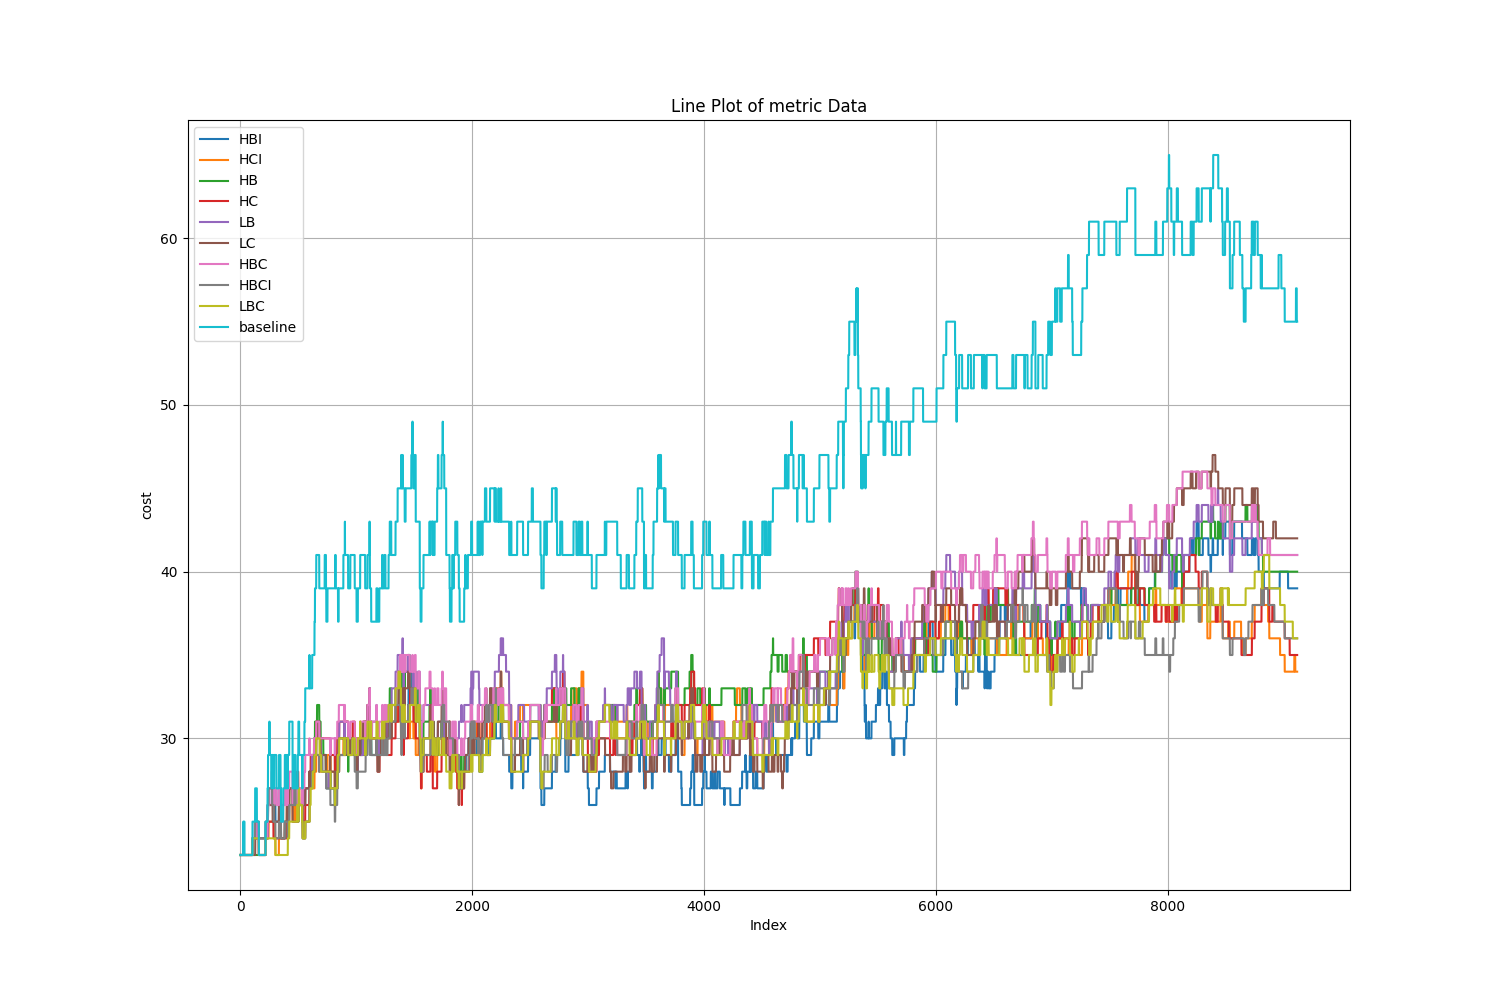 Line Plot of metric Data
HBI
HCI
HB
HC
LB
LC
HBC
HBCI
LBC
baseline
60
50
40
30
cost
0
2000
4000
6000
8000
Index